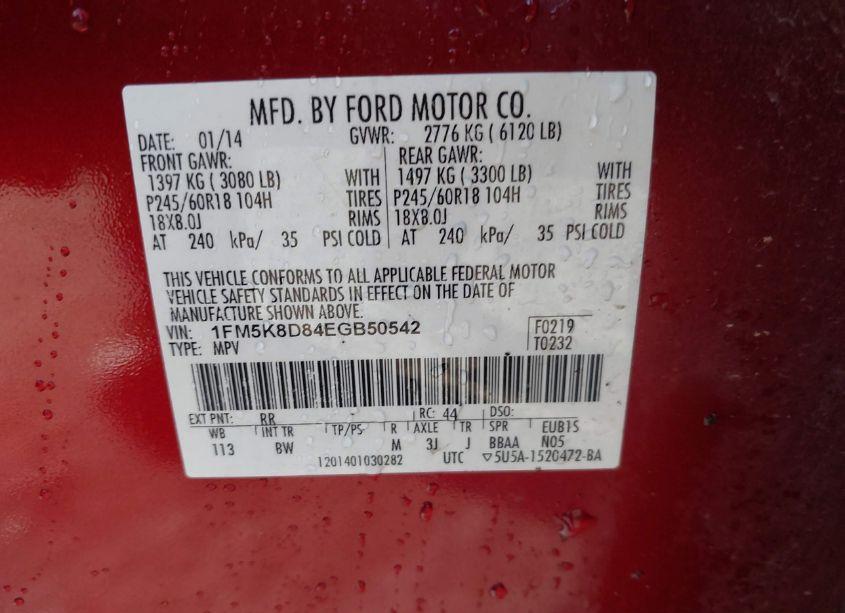 MFD. BY FORD MOTOR CO.
DATE: 01/14 GVWR: 2776 KG ( 6120 LB)
FRONT GAWR: REAR GAWR:
1397 KG ( 3080 LB) WITH 1497 KG ( 3300 LB) WITH
P245/60R18 104H TIRES P245/60R18 104H TIRES
18X8.0J RIMS 18X8.0J RIMS
AT 240 kPa/ 35 PSI COLD AT 240 kPa/ 35 PSI COLD
THIS VEHICLE CONFORMS TO ALL APPLICABLE FEDERAL MOTOR
VEHICLE SAFETY STANDARDS IN EFFECT ON THE DATE OF
MANUFACTURE SHOWN ABOVE.
VIN: 1FM5K8D84EGB50542 F0219
TYPE: MPV T0232
EXT PNT: RR RC: 44 DSO:
WB INT TR TP/PS R AXLE TR SPR EUB1S
113 BW M 3J J BBAA N05
1201401030282 UTC ▽5U5A-1520472-BA